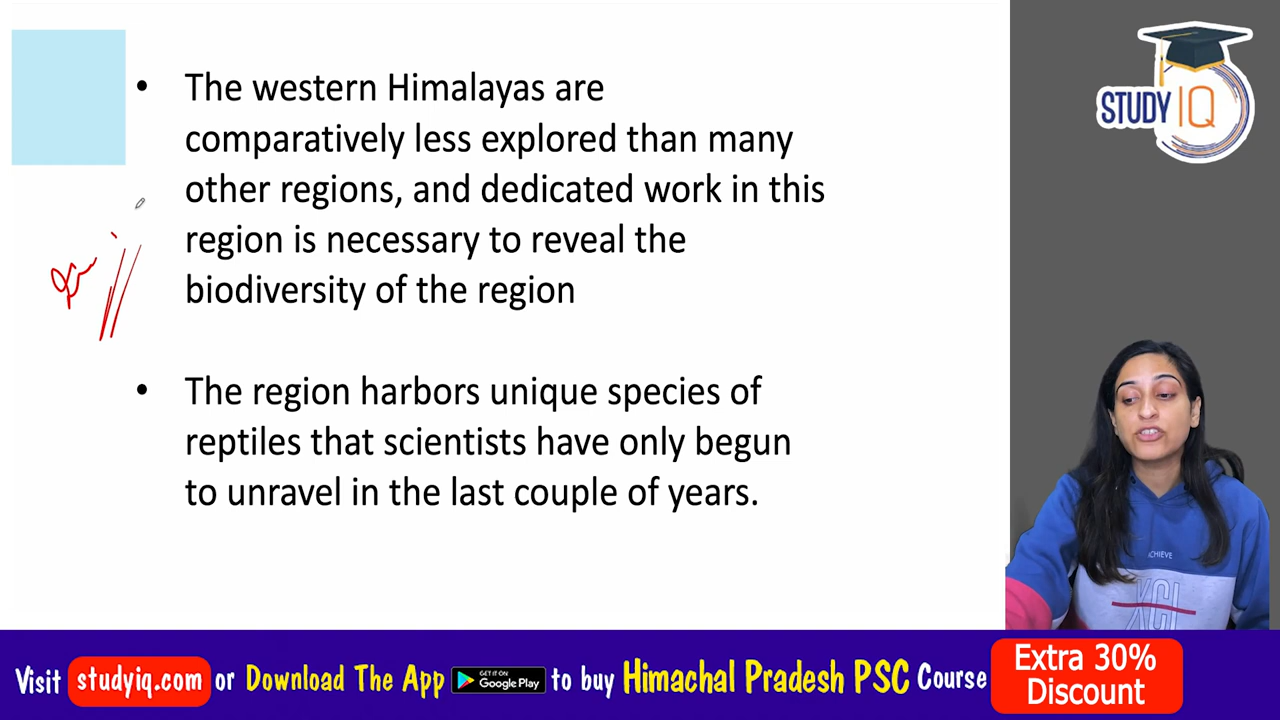 • The western Himalayas are
comparatively less explored than many
other regions, and dedicated work in this
region is necessary to reveal the
biodiversity of the region
• The region harbors unique species of
reptiles that scientists have only begun
to unravel in the last couple of years.
STUDY IQ
ACHIEVE
Visit studyiq.com or Download The App GET IT ON Google Play to buy Himachal Pradesh PSC Course
Extra 30%
Discount